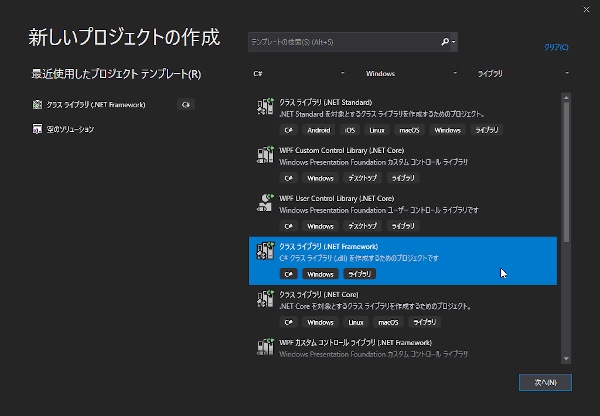 新しいプロジェクトの作成
テンプレートの検索(S) (Alt+S)
クリア(C)
最近使用したプロジェクト テンプレート(R)
C#
Windows
ライブラリ
クラス ライブラリ (.NET Framework)
C#
空のソリューション
クラス ライブラリ (.NET Standard)
.NET Standard を対象とするクラス ライブラリを作成するためのプロジェクト。
C# Android iOS Linux macOS Windows ライブラリ
WPF Custom Control Library (.NET Core)
Windows Presentation Foundation カスタム コントロール ライブラリ
C# Windows デスクトップ ライブラリ
WPF User Control Library (.NET Core)
Windows Presentation Foundation ユーザー コントロール ライブラリです
C# Windows デスクトップ ライブラリ
クラス ライブラリ (.NET Framework)
C# クラス ライブラリ (.dll) を作成するためのプロジェクトです
C# Windows ライブラリ
クラス ライブラリ (.NET Core)
.NET Core を対象とするクラス ライブラリを作成するためのプロジェクト。
C# Windows Linux macOS ライブラリ
WPF カスタム コントロール ライブラリ (.NET Framework)
Windows Presentation Foundation カスタム コントロール ライブラリ
次へ(N)